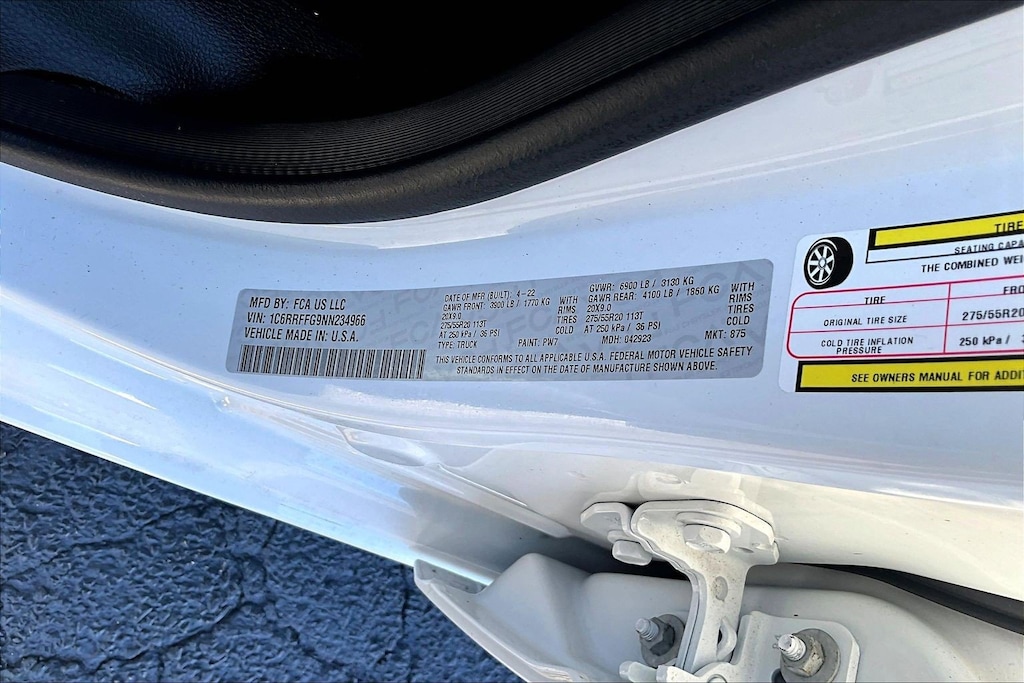 MFD BY: FCA US LLC
VIN: 1C6RRFFG9NN234966
VEHICLE MADE IN: U.S.A.
DATE OF MFR (BUILT): 4-22 GVWR: 6900 LB / 3130 KG
GAWR FRONT: 3900 LB / 1770 KG WITH GAWR REAR: 4100 LB / 1860 KG WITH
20X9.0 RIMS 20X9.0 RIMS
275/55R20 113T TIRES 275/55R20 113T TIRES
AT 250 kPa / 36 PSI COLD AT 250 kPa / 36 PSI COLD
TYPE: TRUCK PAINT: PW7 MDH: 042923 MKT: 875
THIS VEHICLE CONFORMS TO ALL APPLICABLE U.S.A. FEDERAL MOTOR VEHICLE SAFETY
STANDARDS IN EFFECT ON THE DATE OF MANUFACTURE SHOWN ABOVE.
TIRE
SEATING CAPA
THE COMBINED WEI
TIRE FRO
ORIGINAL TIRE SIZE 275/55R20
COLD TIRE INFLATION
PRESSURE 250 kPa / 3
SEE OWNERS MANUAL FOR ADDIT